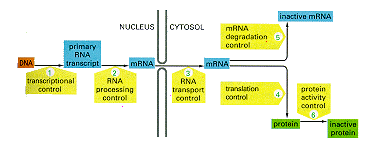 NUCLEUS
CYTOSOL
inactive mRNA
mRNA
degradation
control
5
primary
RNA
transcript
DNA
mRNA
mRNA
1
transcriptional
control
2
RNA
processing
control
3
RNA
transport
control
translation
control
4
protein
activity
control
6
protein
inactive
protein